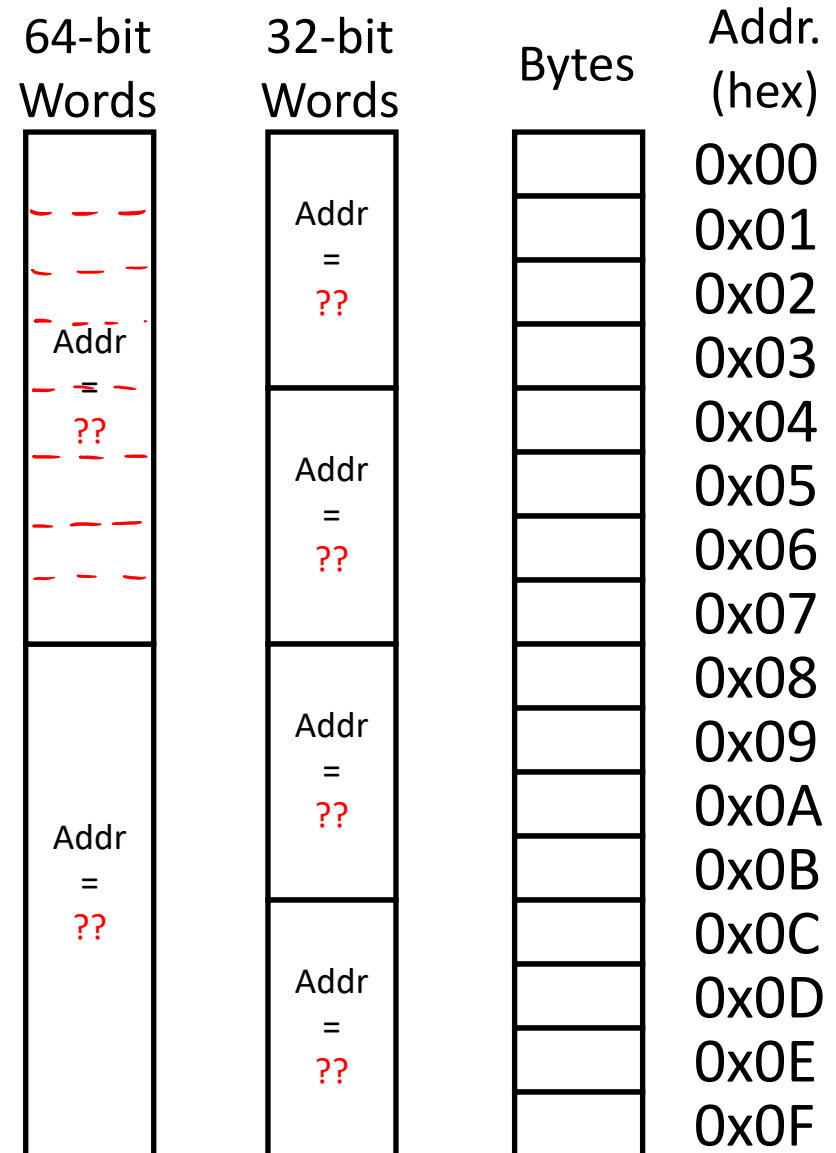 64-bit
Words
32-bit
Words
Bytes
Addr.
(hex)
Addr
=
??
Addr
=
??
Addr
=
??
Addr
=
??
Addr
=
??
Addr
=
??
0x00
0x01
0x02
0x03
0x04
0x05
0x06
0x07
0x08
0x09
0x0A
0x0B
0x0C
0x0D
0x0E
0x0F